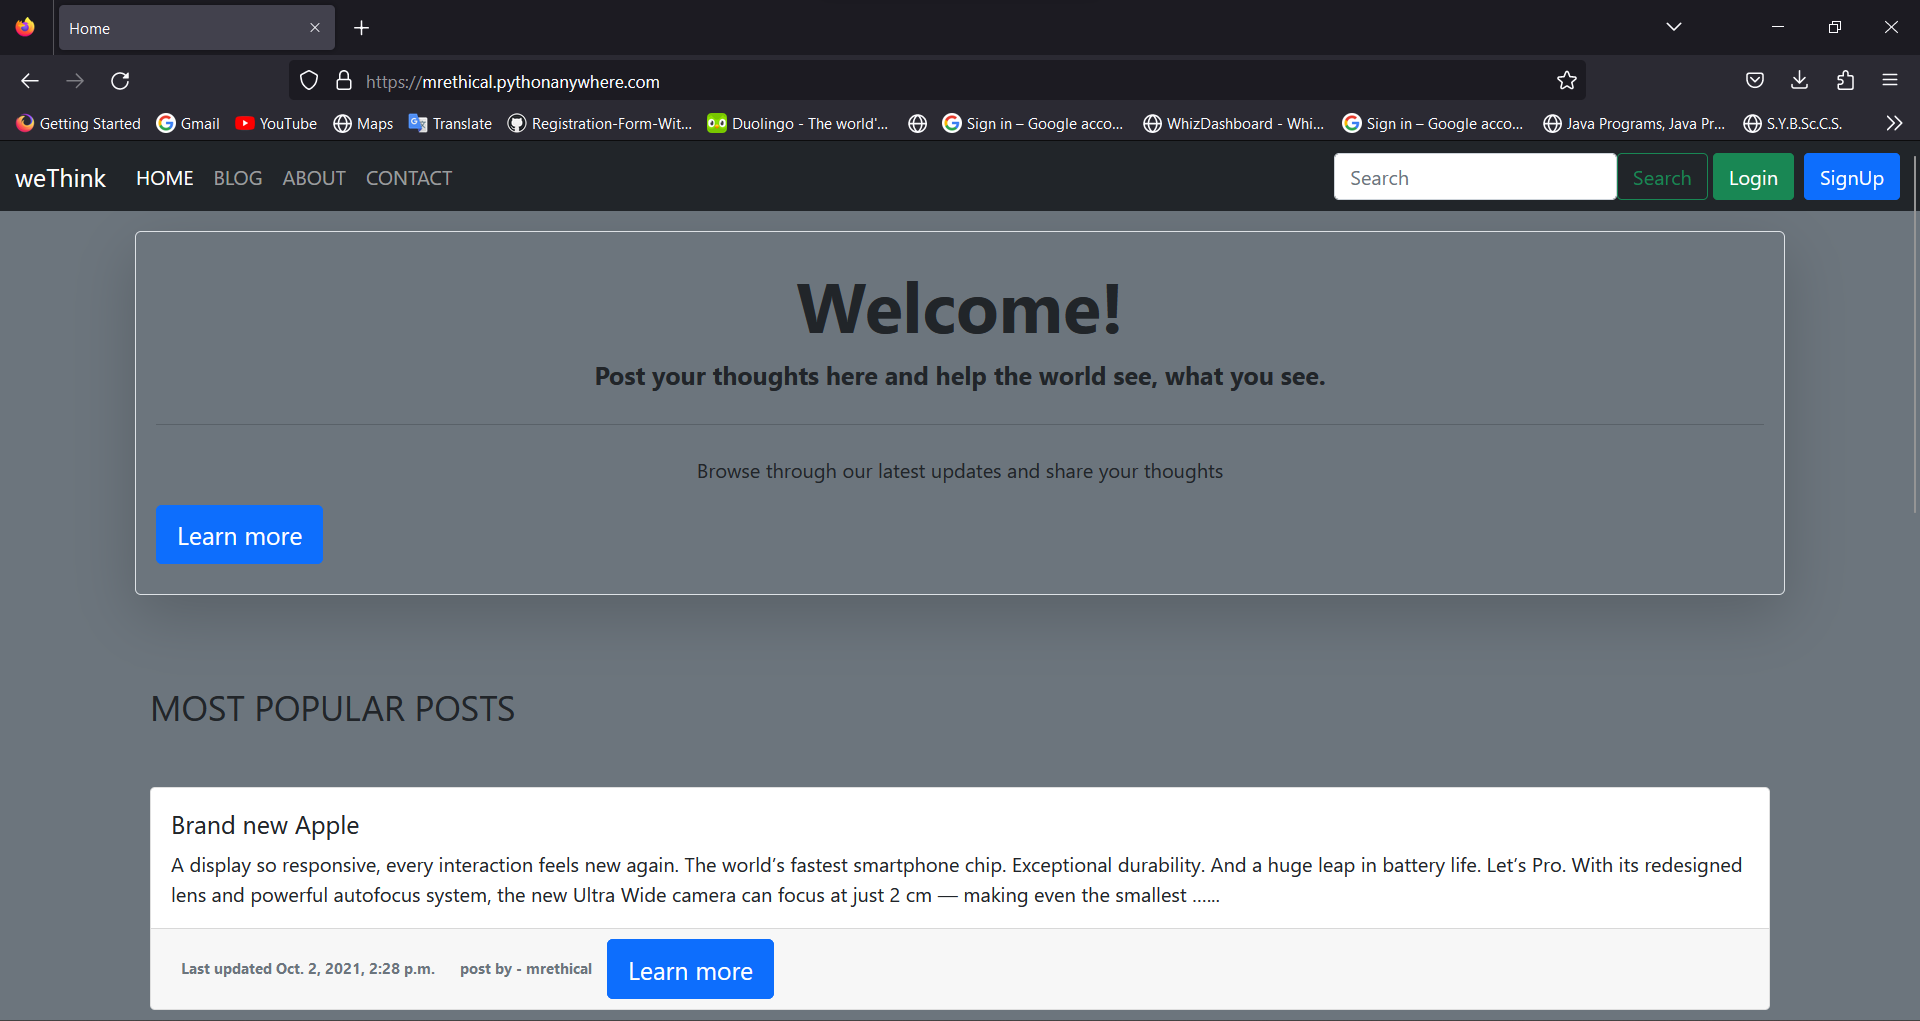 Home
https://mrethical.pythonanywhere.com
Getting Started Gmail YouTube Maps Translate Registration-Form-Wit... Duolingo - The world'... Sign in – Google acco... WhizDashboard - Whi... Sign in – Google acco... Java Programs, Java Pr... S.Y.B.Sc.C.S.
weThink HOME BLOG ABOUT CONTACT Search Search Login SignUp
Welcome!
Post your thoughts here and help the world see, what you see.
Browse through our latest updates and share your thoughts
Learn more
MOST POPULAR POSTS
Brand new Apple
A display so responsive, every interaction feels new again. The world’s fastest smartphone chip. Exceptional durability. And a huge leap in battery life. Let’s Pro. With its redesigned
lens and powerful autofocus system, the new Ultra Wide camera can focus at just 2 cm — making even the smallest ......
Last updated Oct. 2, 2021, 2:28 p.m. post by - mrethical Learn more